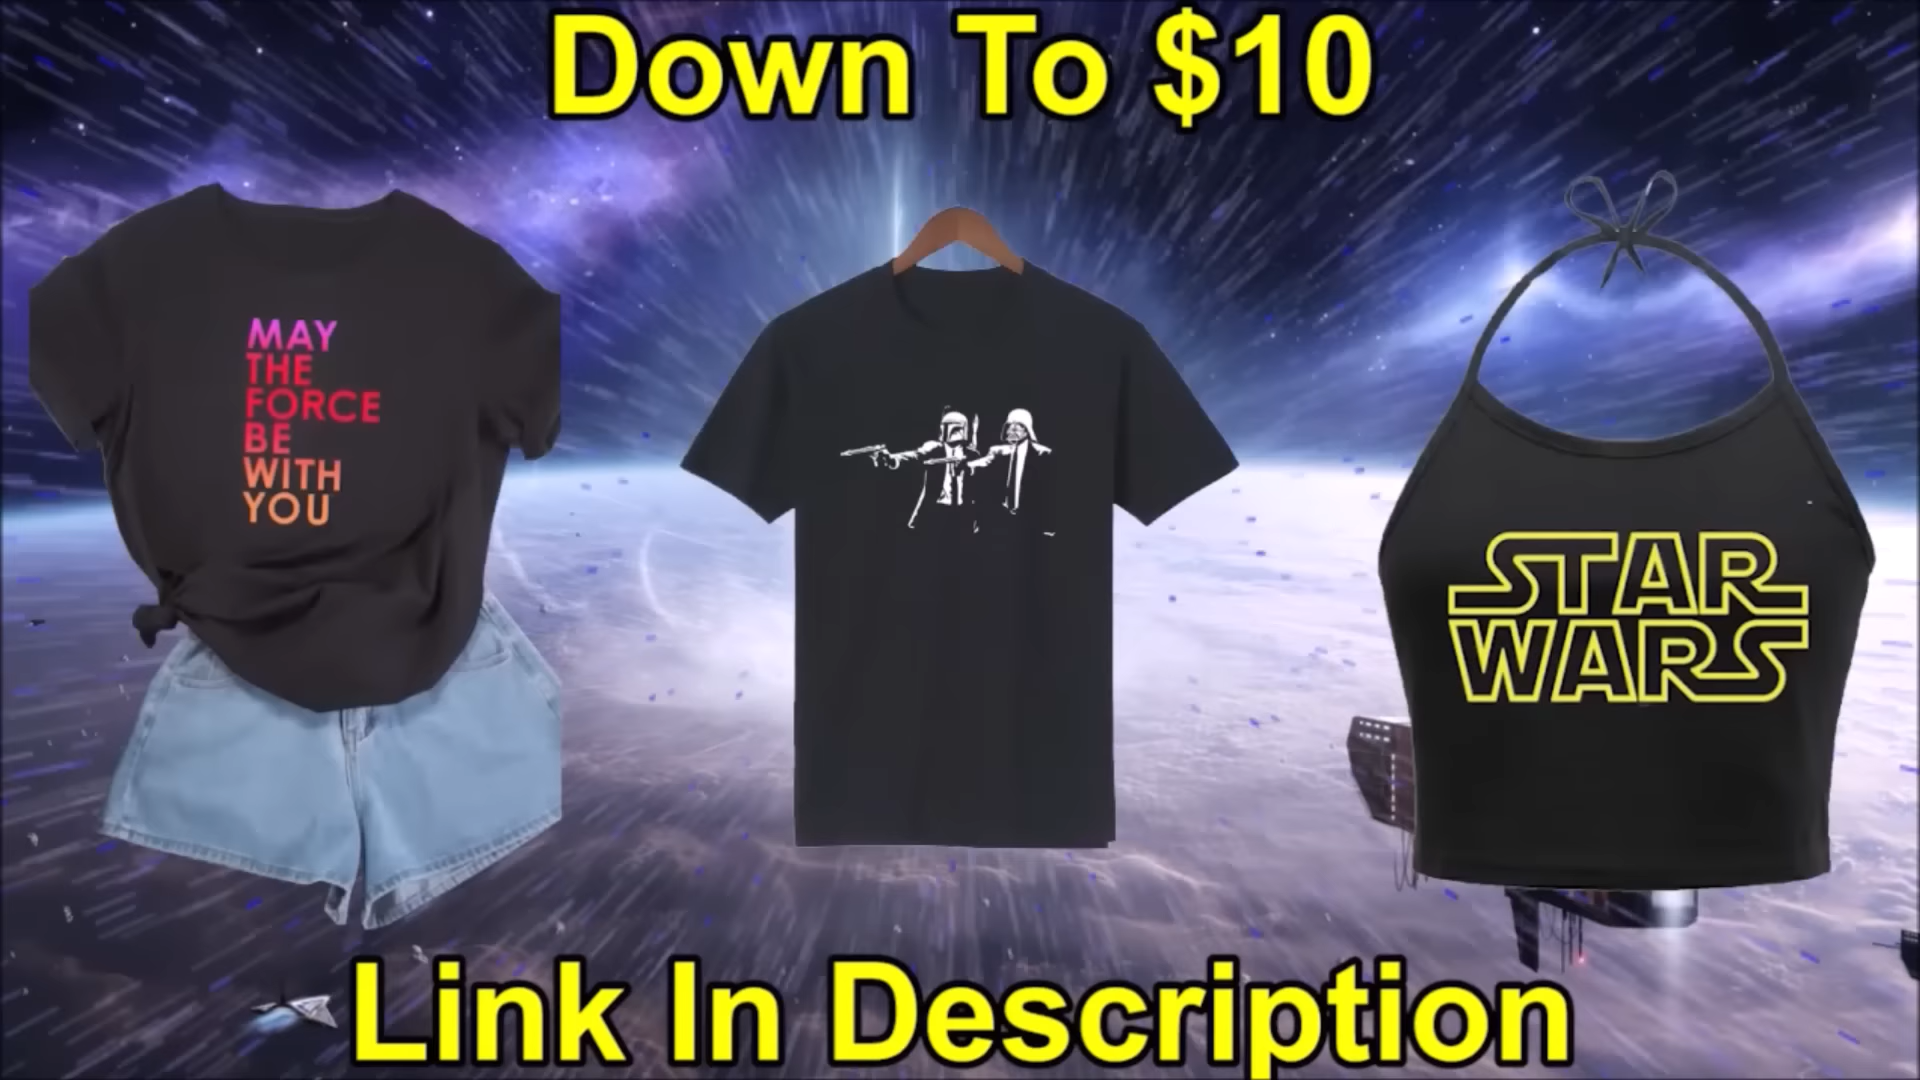 Down To $10
MAY
THE
FORCE
BE
WITH
YOU
STAR
WARS
Link In Description